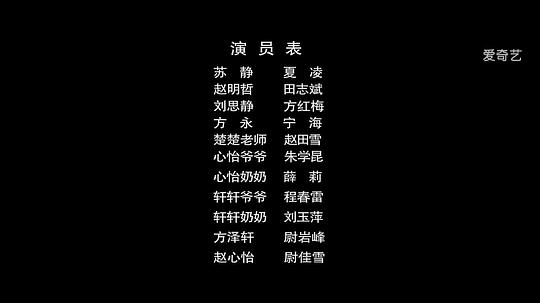 演员表
爱奇艺
苏 静 夏 凌
赵明哲 田志斌
刘思静 方红梅
方 永 宁 海
楚楚老师 赵田雪
心怡爷爷 朱学昆
心怡奶奶 薛 莉
轩轩爷爷 程春雷
轩轩奶奶 刘玉萍
方泽轩 尉岩峰
赵心怡 尉佳雪